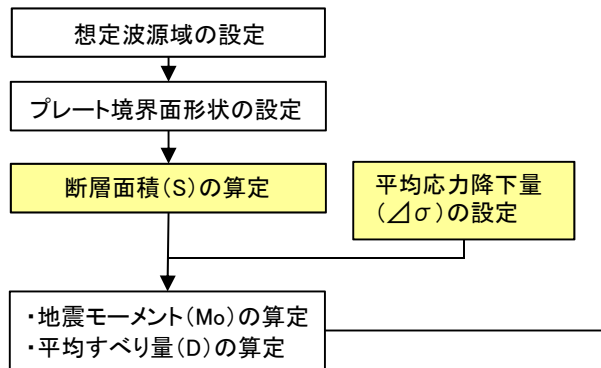 想定波源域の設定
プレート境界面形状の設定
断層面積(S)の算定
平均応力降下量
(⊿σ)の設定
・地震モーメント(Mo)の算定
・平均すべり量(D)の算定